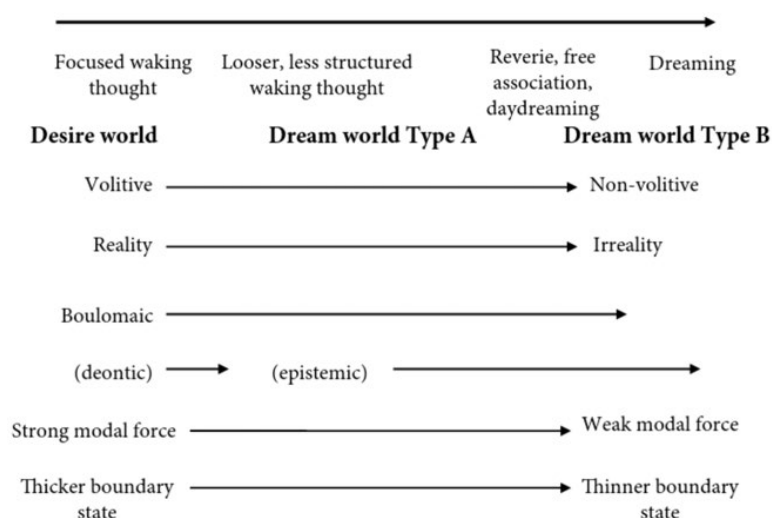 Focused waking thought
Looser, less structured waking thought
Reverie, free association, daydreaming
Dreaming
Desire world
Dream world Type A
Dream world Type B
Volitive
Non-volitive
Reality
Irreality
Boulomaic
(deontic)
(epistemic)
Strong modal force
Weak modal force
Thicker boundary state
Thinner boundary state